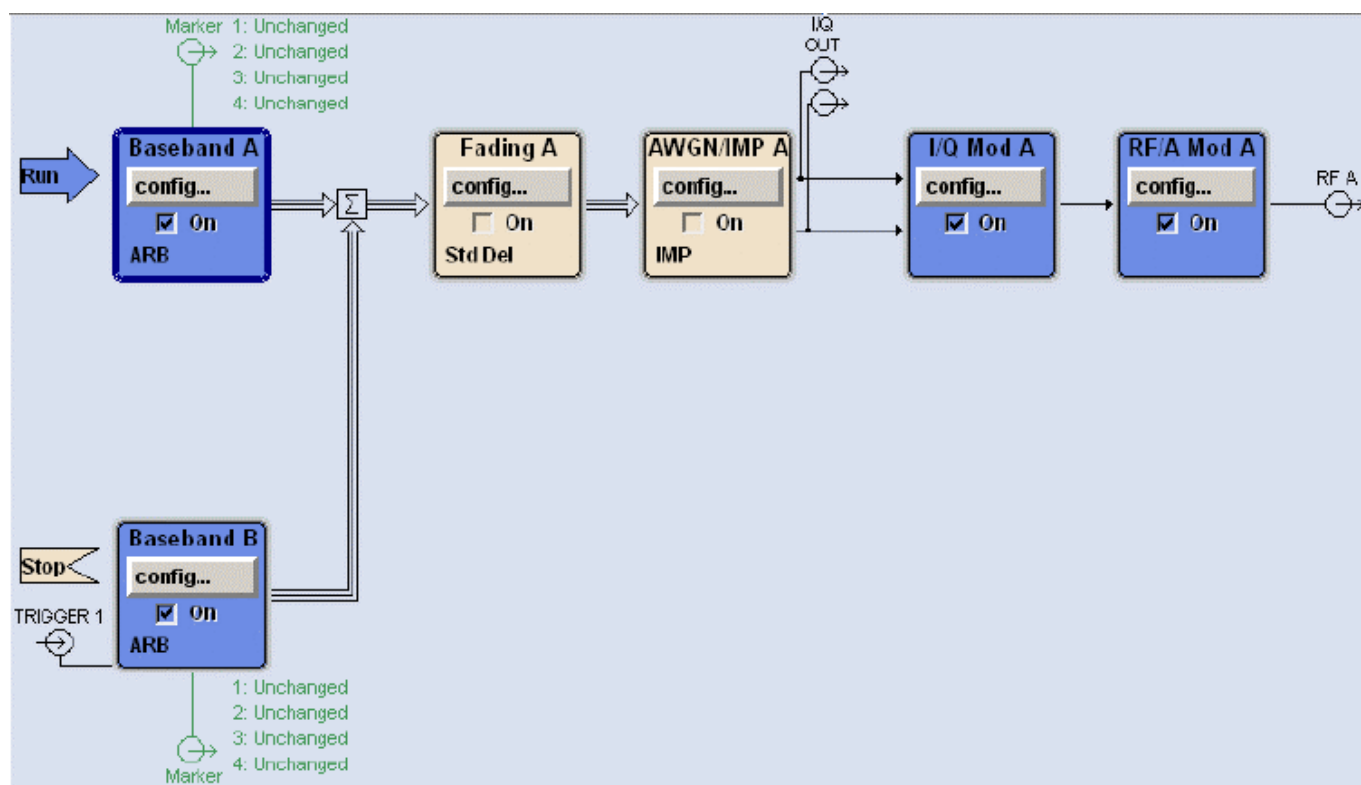 Marker 1: Unchanged
2: Unchanged
3: Unchanged
4: Unchanged
I/Q
OUT
Run
Baseband A
config...
On
ARB
Σ
Fading A
config...
On
Std Del
AWGN/IMP A
config...
On
IMP
I/Q Mod A
config...
On
RF/A Mod A
config...
On
RF A
Stop
TRIGGER 1
Baseband B
config...
On
ARB
1: Unchanged
2: Unchanged
3: Unchanged
Marker 4: Unchanged